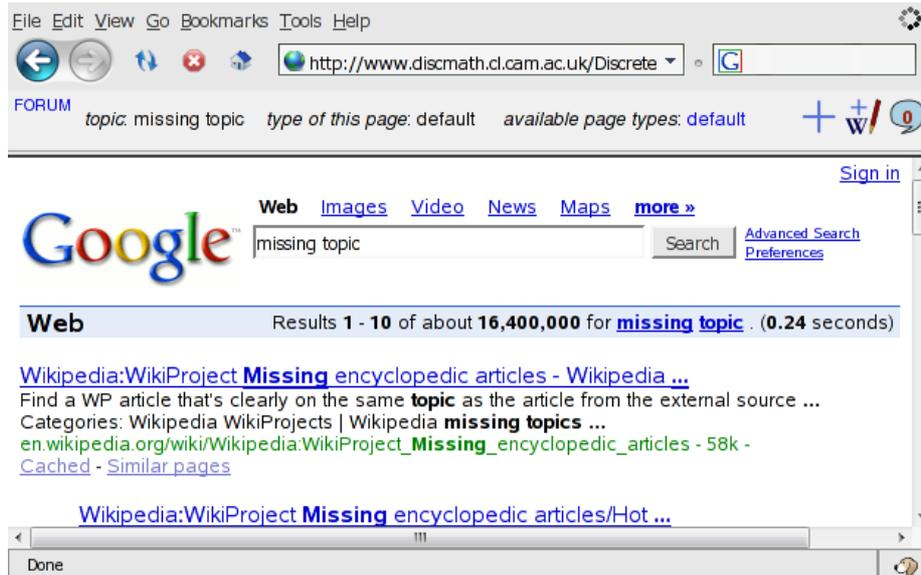 File Edit View Go Bookmarks Tools Help
http://www.discmath.cl.cam.ac.uk/Discrete G
FORUM topic: missing topic type of this page: default available page types: default + +W 0
Sign in
Google™ Web Images Video News Maps more »
missing topic Search Advanced Search
Preferences
Web Results 1 - 10 of about 16,400,000 for missing topic . (0.24 seconds)
Wikipedia:WikiProject Missing encyclopedic articles - Wikipedia ...
Find a WP article that's clearly on the same topic as the article from the external source ...
Categories: Wikipedia WikiProjects | Wikipedia missing topics ...
en.wikipedia.org/wiki/Wikipedia:WikiProject_Missing_encyclopedic_articles - 58k -
Cached - Similar pages
Wikipedia:WikiProject Missing encyclopedic articles/Hot ...
Done